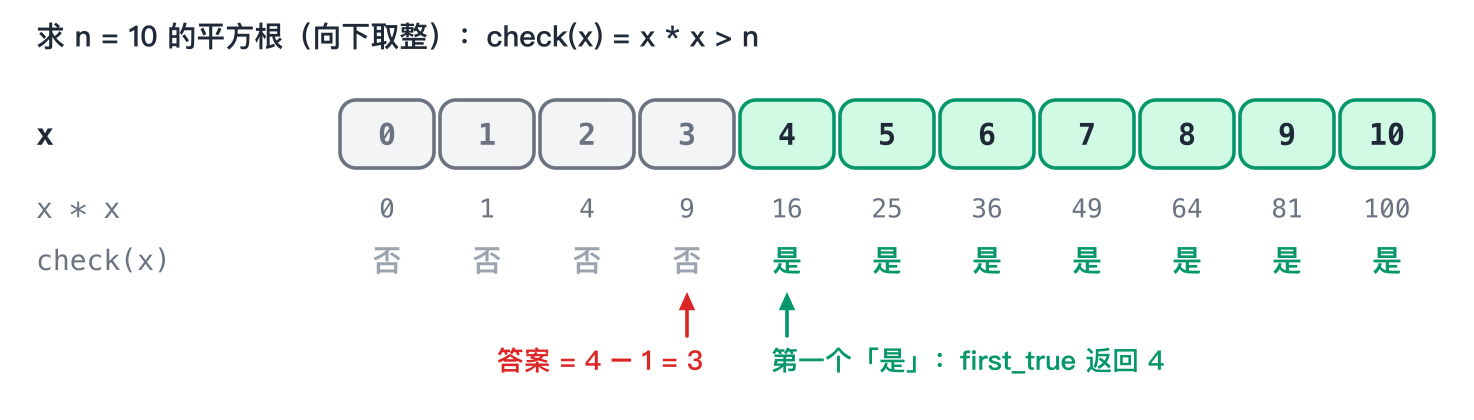 求 n = 10 的平方根（向下取整）：check(x) = x * x > n
x 0 1 2 3 4 5 6 7 8 9 10
x * x 0 1 4 9 16 25 36 49 64 81 100
check(x) 否 否 否 否 是 是 是 是 是 是 是
答案 = 4 − 1 = 3 第一个「是」：first_true 返回 4